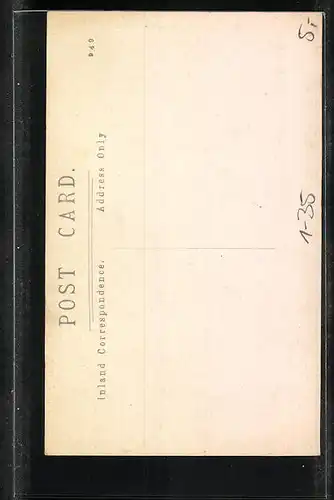 POST CARD.
Inland Correspondence. Address Only
949
5,-
1-35